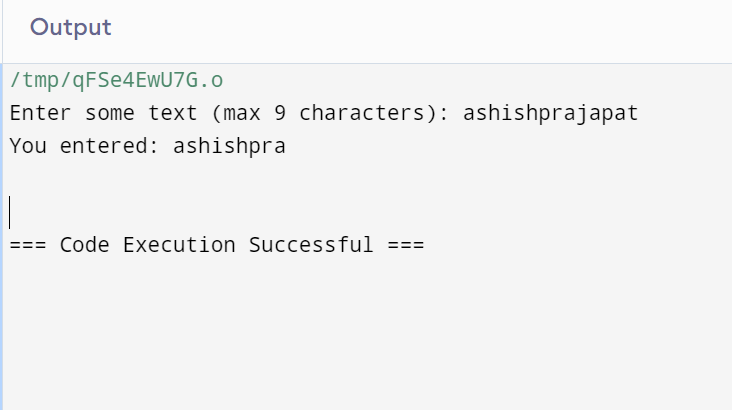 Output
/tmp/qFSe4EwU7G.o
Enter some text (max 9 characters): ashishprajapat
You entered: ashishpra
=== Code Execution Successful ===